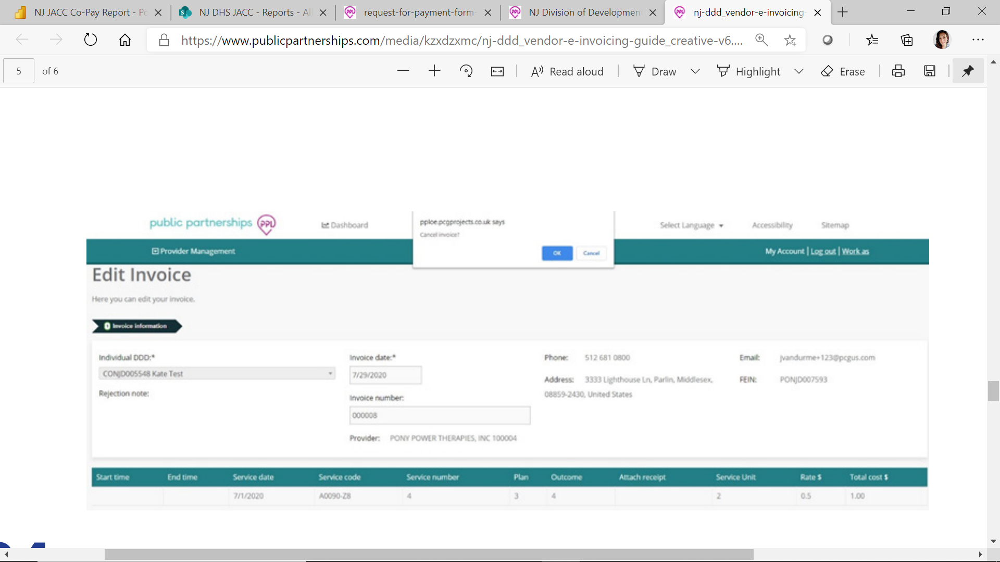 NJ JACC Co-Pay Report - Po
NJ DHS JACC - Reports - All
request-for-payment-form-
NJ Division of Development
nj-ddd_vendor-e-invoicing-
https://www.publicpartnerships.com/media/kzxdzxmc/nj-ddd_vendor-e-invoicing-guide_creative-v6....
5 of 6
Read aloud
Draw
Highlight
Erase
public partnerships PPL
Dashboard
pploe.pcgprojects.co.uk says
Cancel invoice?
OK Cancel
Select Language
Accessibility
Sitemap
Provider Management
My Account | Log out | Work as
Edit Invoice
Here you can edit your invoice.
Invoice information
Individual DDD:*
CONJD005548 Kate Test
Rejection note:
Invoice date:*
7/29/2020
Invoice number:
000008
Provider: PONY POWER THERAPIES, INC 100004
Phone: 512 681 0800
Address: 3333 Lighthouse Ln, Parlin, Middlesex,
08859-2430, United States
Email: jvandurme+123@pcgus.com
FEIN: PONJD007593
Start time End time Service date Service code Service number Plan Outcome Attach receipt Service Unit Rate $ Total cost $
7/1/2020 A0090-Z8 4 3 4 2 0.5 1.00